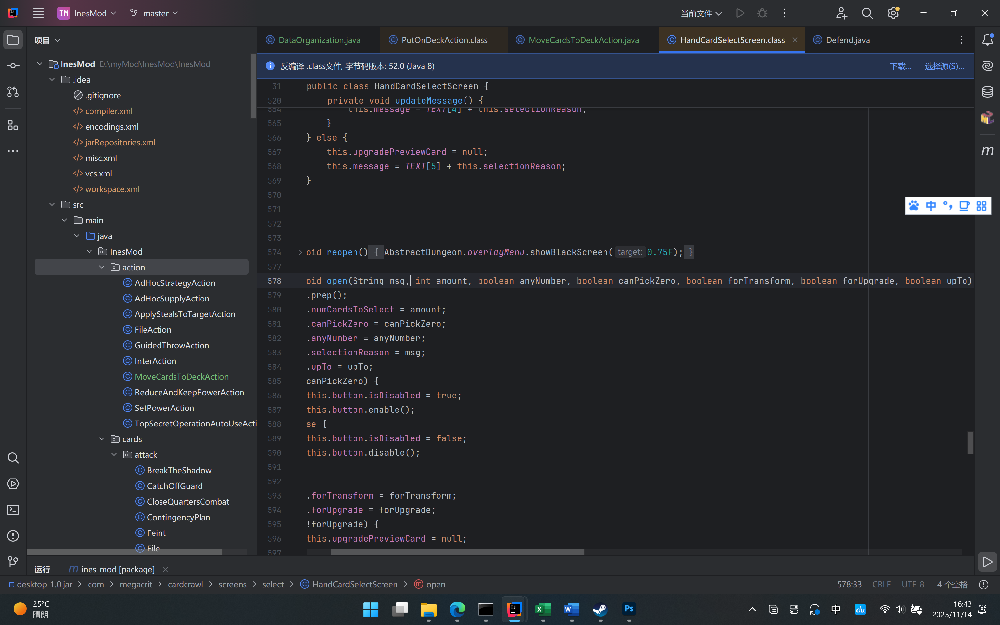 IM InesMod master 当前文件
项目
DataOrganization.java PutOnDeckAction.class MoveCardsToDeckAction.java HandCardSelectScreen.class Defend.java
反编译 .class文件, 字节码版本: 52.0 (Java 8) 下载... 选择源(S)...
InesMod D:\myMod\InesMod\InesMod
.idea
.gitignore
compiler.xml
encodings.xml
jarRepositories.xml
misc.xml
vcs.xml
workspace.xml
src
main
java
InesMod
action
AdHocStrategyAction
AdHocSupplyAction
ApplyStealsToTargetAction
FileAction
GuidedThrowAction
InterAction
MoveCardsToDeckAction
ReduceAndKeepPowerAction
SetPowerAction
TopSecretOperationAutoUseActi
cards
attack
BreakTheShadow
CatchOffGuard
CloseQuartersCombat
ContingencyPlan
Feint
File
31 public class HandCardSelectScreen {
520 private void updateMessage() {
564 this.message = TEXT[4] + this.selectionReason;
565 }
566 } else {
567 this.upgradePreviewCard = null;
568 this.message = TEXT[5] + this.selectionReason;
569 }
570
571
572
573
574 oid reopen() { AbstractDungeon.overlayMenu.showBlackScreen( target: 0.75F); }
577
578 oid open(String msg, int amount, boolean anyNumber, boolean canPickZero, boolean forTransform, boolean forUpgrade, boolean upTo)
579 .prep();
580 .numCardsToSelect = amount;
581 .canPickZero = canPickZero;
582 .anyNumber = anyNumber;
583 .selectionReason = msg;
584 .upTo = upTo;
585 canPickZero) {
586 this.button.isDisabled = true;
587 this.button.enable();
588 se {
589 this.button.isDisabled = false;
590 this.button.disable();
591
592
593 .forTransform = forTransform;
594 .forUpgrade = forUpgrade;
595 !forUpgrade) {
596 this.upgradePreviewCard = null;
597
中
运行 ines-mod [package]
desktop-1.0.jar com megacrit cardcrawl screens select HandCardSelectScreen open 578:33 CRLF UTF-8 4 个空格
25°C
晴朗
中 du
16:43
2025/11/14